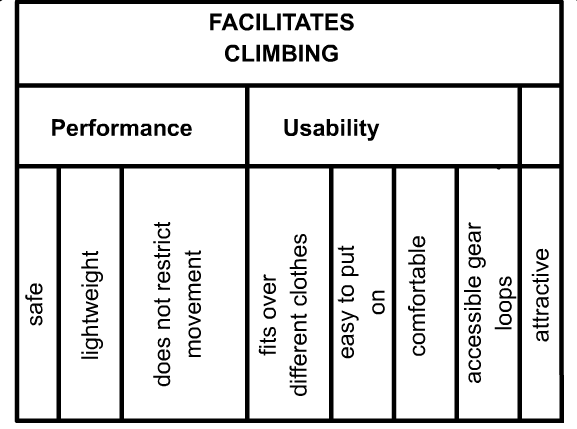 FACILITATES
CLIMBING
Performance
Usability
safe
lightweight
does not restrict
movement
fits over
different clothes
easy to put
on
comfortable
accessible gear
loops
attractive